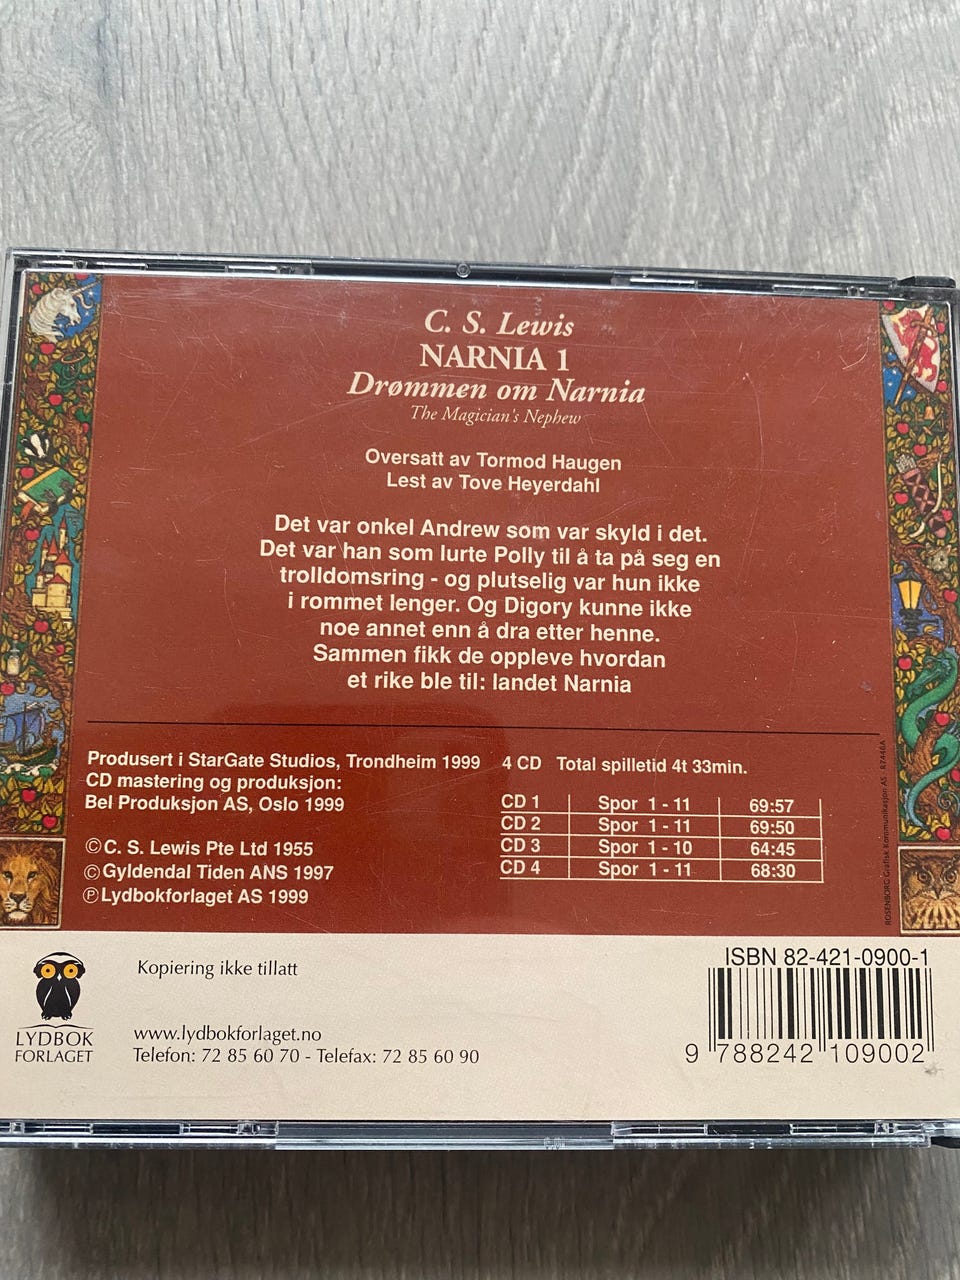 C. S. Lewis
NARNIA 1
Drømmen om Narnia
The Magician's Nephew
Oversatt av Tormod Haugen
Lest av Tove Heyerdahl
Det var onkel Andrew som var skyld i det.
Det var han som lurte Polly til å ta på seg en
trolldomsring - og plutselig var hun ikke
i rommet lenger. Og Digory kunne ikke
noe annet enn å dra etter henne.
Sammen fikk de oppleve hvordan
et rike ble til: landet Narnia
Produsert i StarGate Studios, Trondheim 1999
CD mastering og produksjon:
Bel Produksjon AS, Oslo 1999
©C. S. Lewis Pte Ltd 1955
©Gyldendal Tiden ANS 1997
℗Lydbokforlaget AS 1999
4 CD Total spilletid 4t 33min.
CD 1 Spor 1 - 11 69:57
CD 2 Spor 1 - 11 69:50
CD 3 Spor 1 - 10 64:45
CD 4 Spor 1 - 11 68:30
ROSENBORG Grafisk Kommunikasjon AS - R7446A
LYDBOK
FORLAGET
Kopiering ikke tillatt
www.lydbokforlaget.no
Telefon: 72 85 60 70 - Telefax: 72 85 60 90
ISBN 82-421-0900-1
9 788242 109002